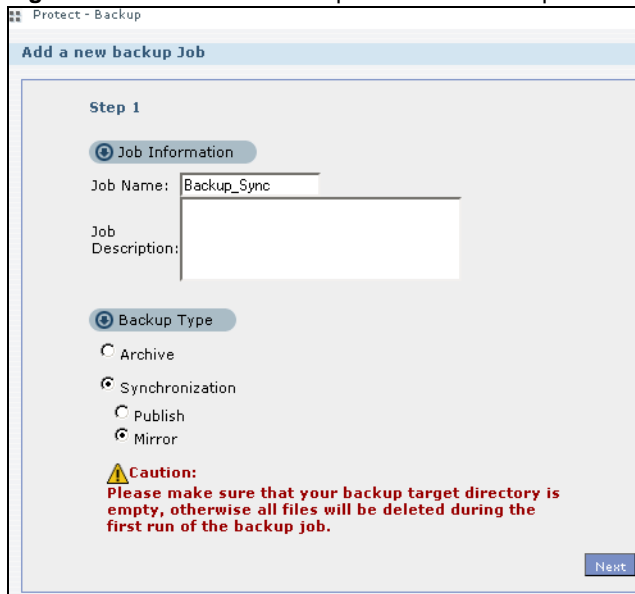 Protect - Backup
Add a new backup Job
Step 1
Job Information
Job Name: Backup_Sync
Job
Description:
Backup Type
Archive
Synchronization
Publish
Mirror
Caution:
Please make sure that your backup target directory is
empty, otherwise all files will be deleted during the
first run of the backup job.
Next